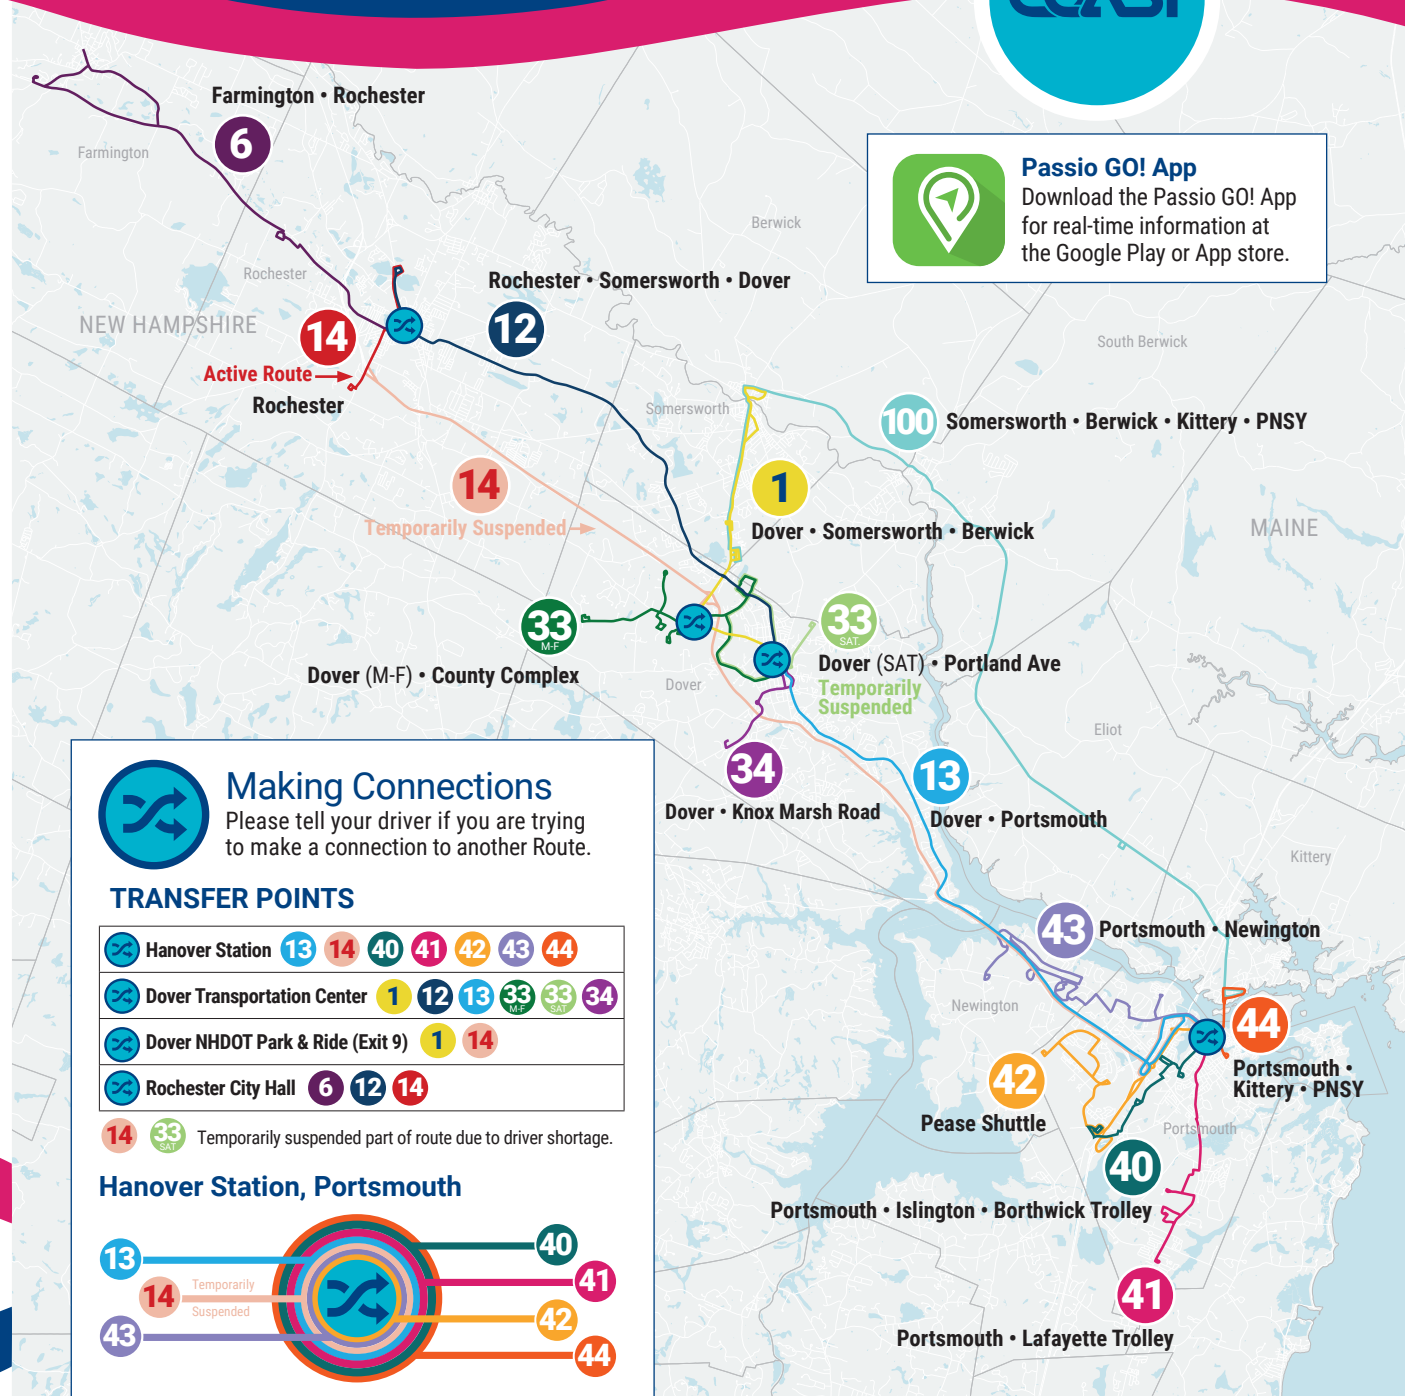 COAST
Farmington • Rochester
6
Farmington
Passio GO! App
Download the Passio GO! App
for real-time information at
the Google Play or App store.
Berwick
Rochester
Rochester • Somersworth • Dover
12
NEW HAMPSHIRE
14
Active Route
Rochester
South Berwick
Somersworth
100
Somersworth • Berwick • Kittery • PNSY
14
Temporarily Suspended
1
Dover • Somersworth • Berwick
MAINE
33
M-F
Dover (M-F) • County Complex
33
SAT
Dover (SAT) • Portland Ave
Temporarily
Suspended
Dover
Eliot
34
Dover • Knox Marsh Road
13
Dover • Portsmouth
Kittery
43
Portsmouth • Newington
Newington
44
Portsmouth •
Kittery • PNSY
42
Pease Shuttle
Portsmouth
40
Portsmouth • Islington • Borthwick Trolley
41
Portsmouth • Lafayette Trolley
Making Connections
Please tell your driver if you are trying
to make a connection to another Route.
TRANSFER POINTS
Hanover Station 13 14 40 41 42 43 44
Dover Transportation Center 1 12 13 33 M-F 33 SAT 34
Dover NHDOT Park & Ride (Exit 9) 1 14
Rochester City Hall 6 12 14
14 33 SAT Temporarily suspended part of route due to driver shortage.
Hanover Station, Portsmouth
13
14
Temporarily
Suspended
43
40
41
42
44